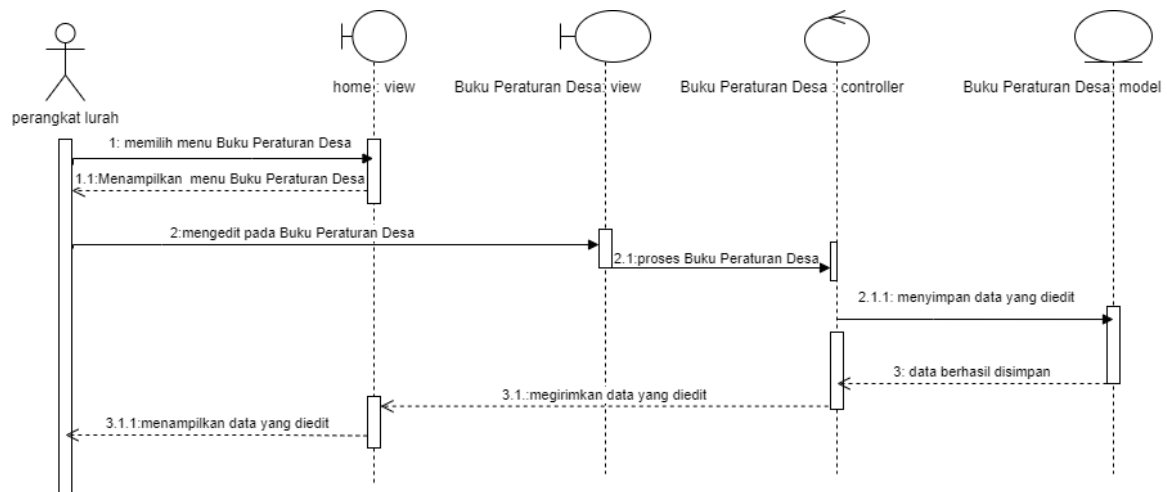 home : view
Buku Peraturan Desa: view
Buku Peraturan Desa : controller
Buku Peraturan Desa: model
perangkat lurah
1: memilih menu Buku Peraturan Desa
1.1:Menampilkan menu Buku Peraturan Desa
2:mengedit pada Buku Peraturan Desa
2.1:proses Buku Peraturan Desa
2.1.1: menyimpan data yang diedit
3: data berhasil disimpan
3.1.:megirimkan data yang diedit
3.1.1:menampilkan data yang diedit